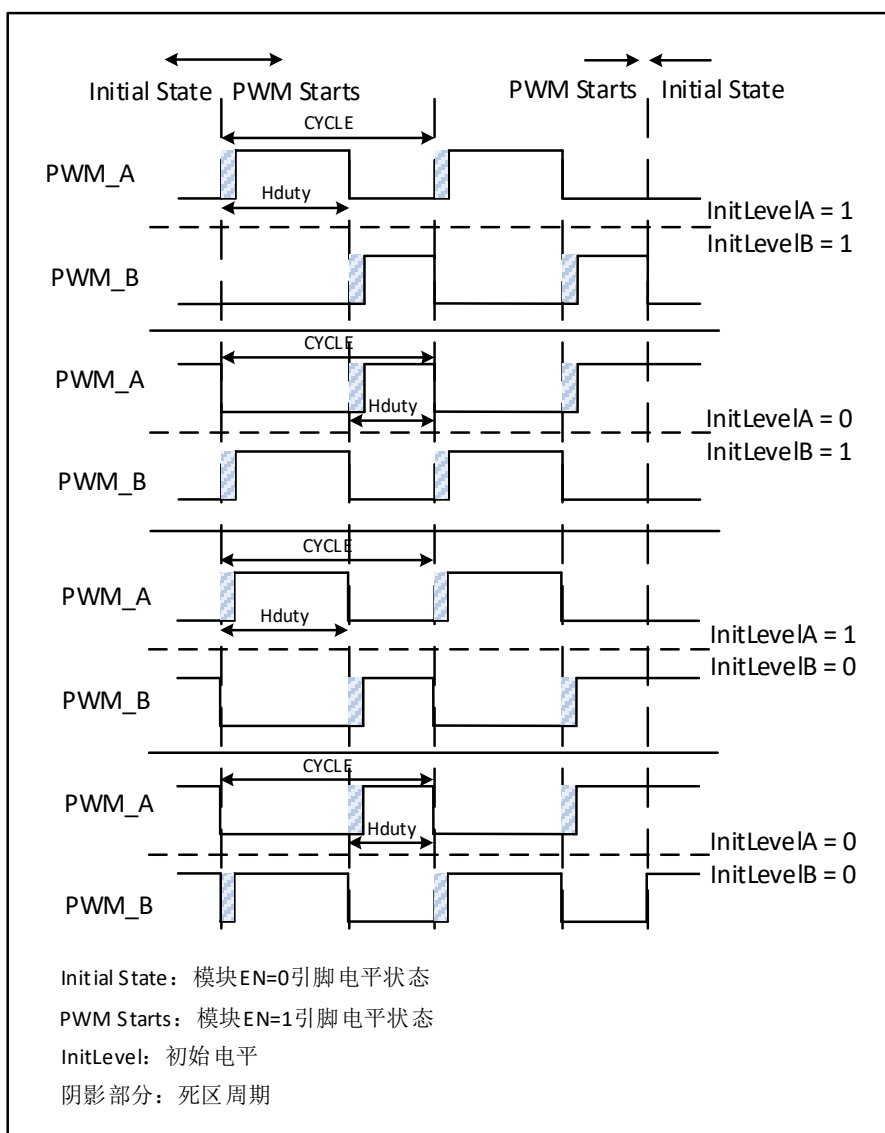 Initial State PWM Starts PWM Starts Initial State
CYCLE
PWM_A
Hduty
InitLevelA = 1
InitLevelB = 1
PWM_B
CYCLE
PWM_A
Hduty
InitLevelA = 0
InitLevelB = 1
PWM_B
CYCLE
PWM_A
Hduty
InitLevelA = 1
InitLevelB = 0
PWM_B
CYCLE
PWM_A
Hduty
InitLevelA = 0
InitLevelB = 0
PWM_B
Initial State：模块EN=0引脚电平状态
PWM Starts：模块EN=1引脚电平状态
InitLevel：初始电平
阴影部分：死区周期